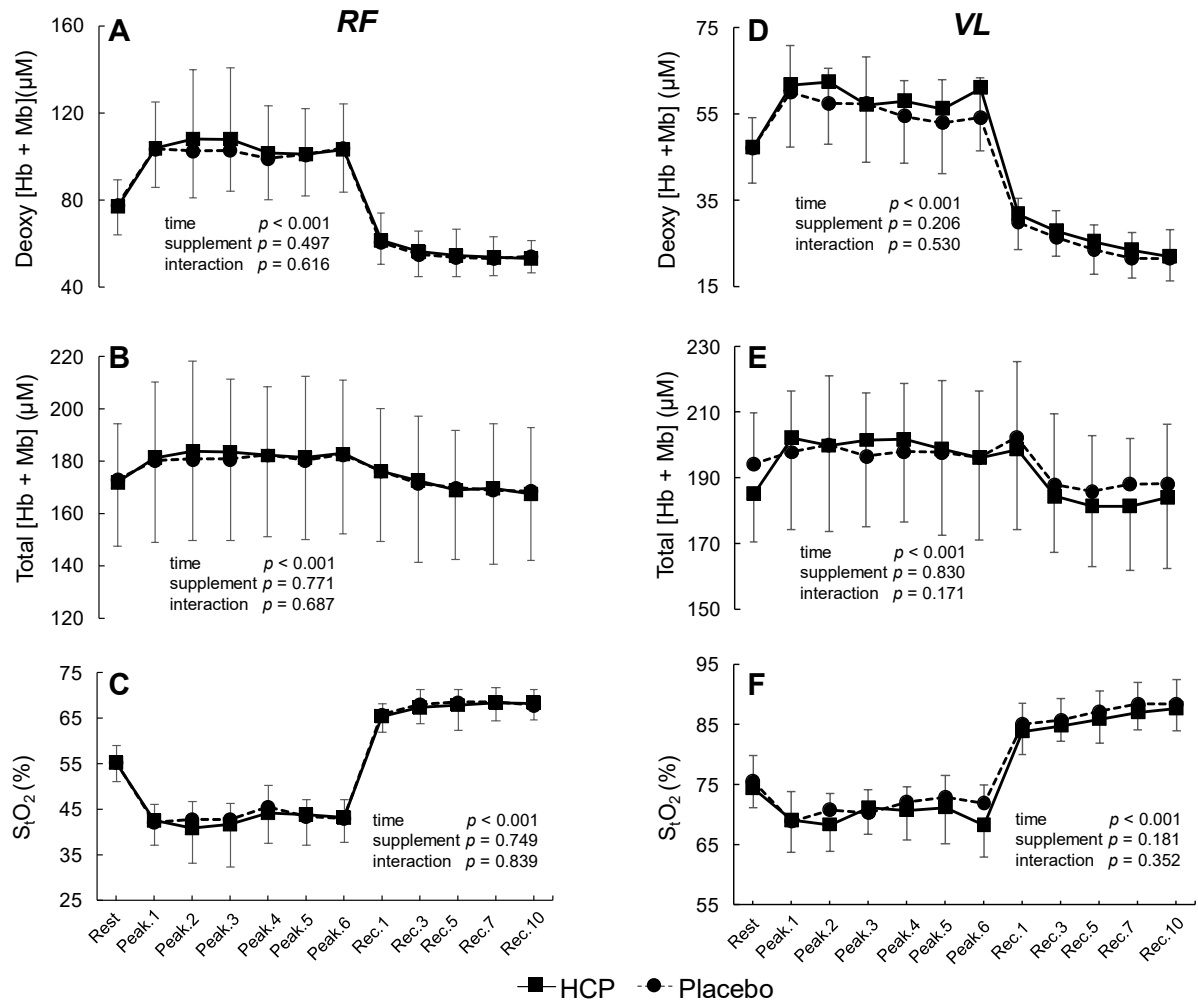 RF
VL
A
Deoxy [Hb + Mb](µM)
160
120
80
40
time p < 0.001
supplement p = 0.497
interaction p = 0.616
D
Deoxy [Hb +Mb] (µM)
75
55
35
15
time p < 0.001
supplement p = 0.206
interaction p = 0.530
B
Total [Hb + Mb] (µM)
220
200
180
160
140
120
time p < 0.001
supplement p = 0.771
interaction p = 0.687
E
Total [Hb + Mb] (µM)
230
210
190
170
150
time p < 0.001
supplement p = 0.830
interaction p = 0.171
C
StO2 (%)
75
65
55
45
35
25
time p < 0.001
supplement p = 0.749
interaction p = 0.839
Rest Peak.1 Peak.2 Peak.3 Peak.4 Peak.5 Peak.6 Rec.1 Rec.3 Rec.5 Rec.7 Rec.10
F
StO2 (%)
95
85
75
65
55
time p < 0.001
supplement p = 0.181
interaction p = 0.352
Rest Peak.1 Peak.2 Peak.3 Peak.4 Peak.5 Peak.6 Rec.1 Rec.3 Rec.5 Rec.7 Rec.10
HCP Placebo